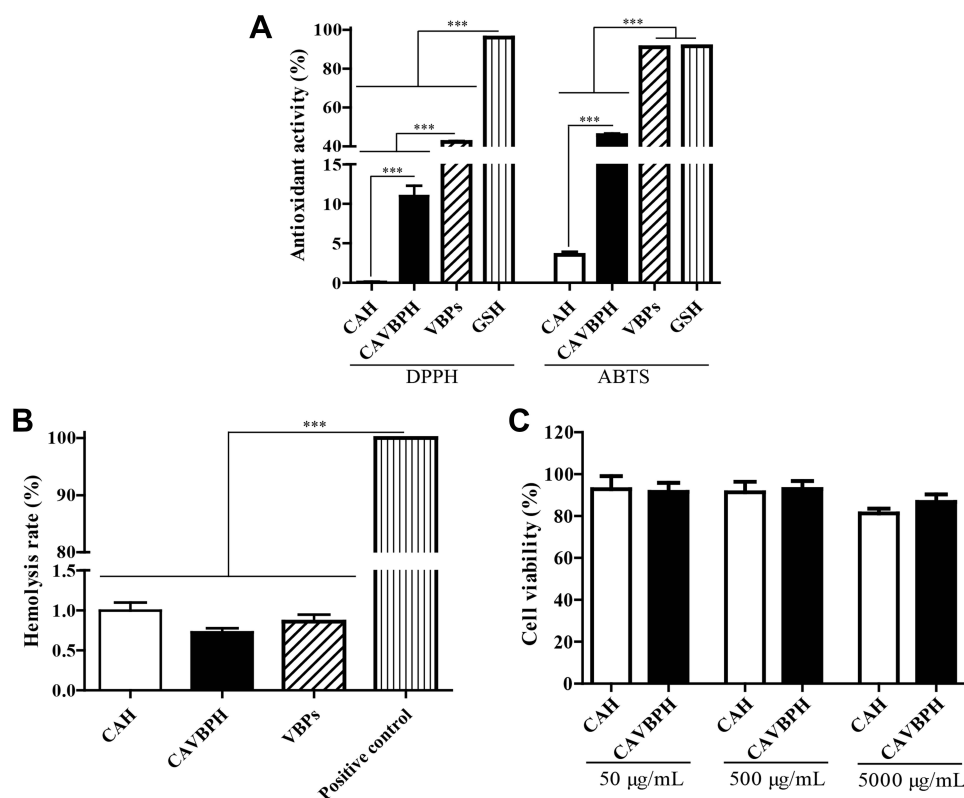 A
Antioxidant activity (%)
100
80
60
40
15
10
5
0
***
***
***
***
***
CAH
CAVBPH
VBPs
GSH
CAH
CAVBPH
VBPs
GSH
DPPH
ABTS
B
Hemolysis rate (%)
100
90
80
1.5
1.0
0.5
0.0
***
CAH
CAVBPH
VBPs
Positive control
C
Cell viability (%)
120
100
80
60
40
20
0
CAH
CAVBPH
CAH
CAVBPH
CAH
CAVBPH
50 μg/mL
500 μg/mL
5000 μg/mL